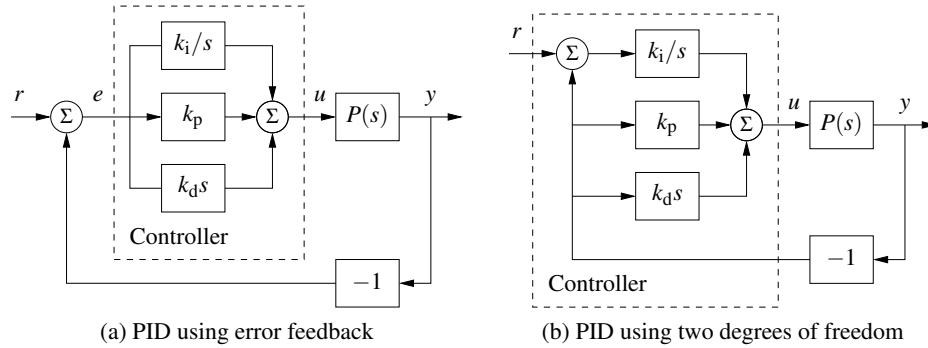 r
Σ
e
k_i/s
k_p
k_d s
Σ
u
P(s)
y
Controller
−1
(a) PID using error feedback
r
Σ
k_i/s
k_p
k_d s
Σ
u
P(s)
y
−1
Controller
(b) PID using two degrees of freedom